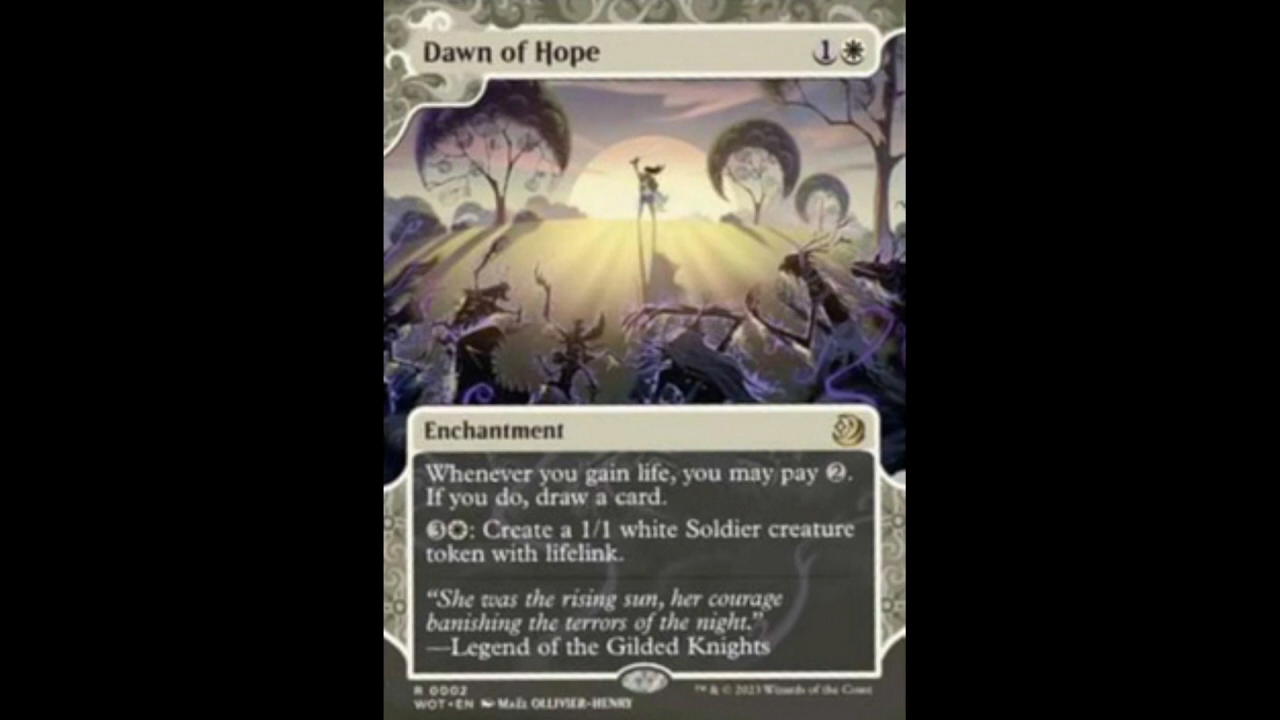 Dawn of Hope 1
Enchantment
Whenever you gain life, you may pay 2.
If you do, draw a card.
3: Create a 1/1 white Soldier creature
token with lifelink.
“She was the rising sun, her courage
banishing the terrors of the night.”
—Legend of the Gilded Knights
R 0002
WOT • EN MAËL OLLIVIER-HENRY
™ & © 2023 Wizards of the Coast